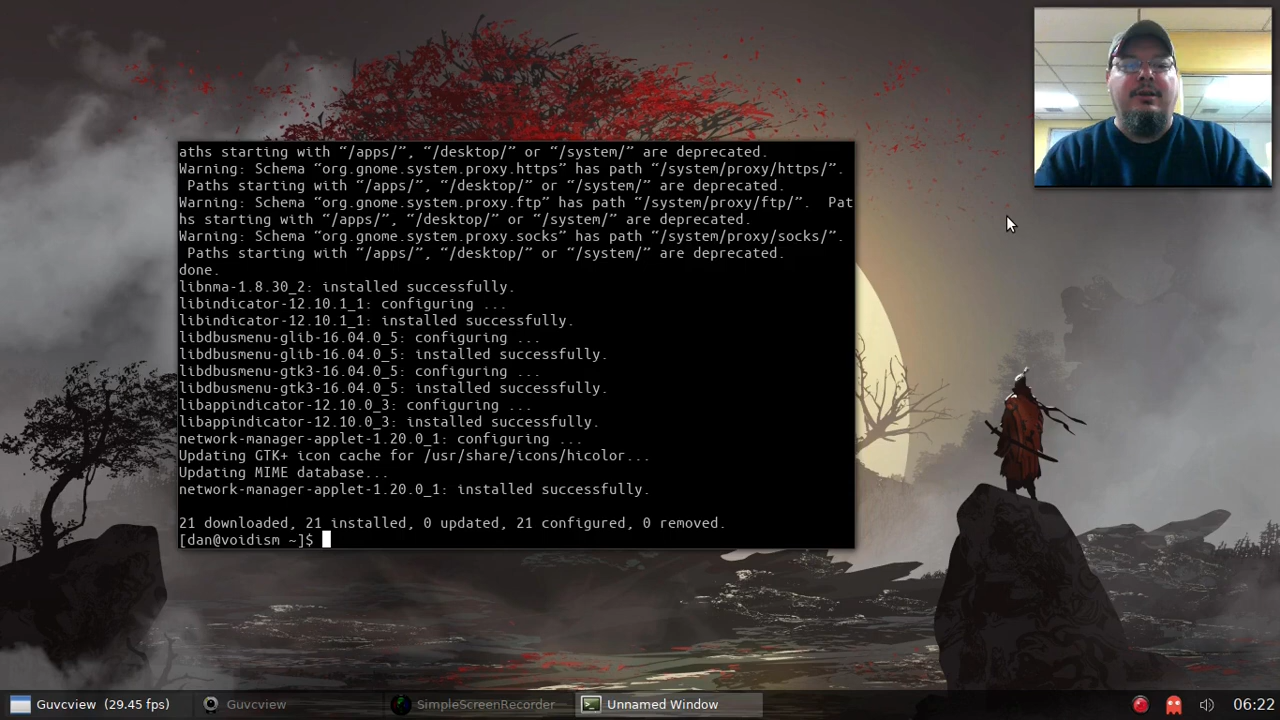 aths starting with “/apps/”, “/desktop/” or “/system/” are deprecated.
Warning: Schema “org.gnome.system.proxy.https” has path “/system/proxy/https/”.
 Paths starting with “/apps/”, “/desktop/” or “/system/” are deprecated.
Warning: Schema “org.gnome.system.proxy.ftp” has path “/system/proxy/ftp/”.  Pat
hs starting with “/apps/”, “/desktop/” or “/system/” are deprecated.
Warning: Schema “org.gnome.system.proxy.socks” has path “/system/proxy/socks/”.
 Paths starting with “/apps/”, “/desktop/” or “/system/” are deprecated.
done.
libnma-1.8.30_2: installed successfully.
libindicator-12.10.1_1: configuring ...
libindicator-12.10.1_1: installed successfully.
libdbusmenu-glib-16.04.0_5: configuring ...
libdbusmenu-glib-16.04.0_5: installed successfully.
libdbusmenu-gtk3-16.04.0_5: configuring ...
libdbusmenu-gtk3-16.04.0_5: installed successfully.
libappindicator-12.10.0_3: configuring ...
libappindicator-12.10.0_3: installed successfully.
network-manager-applet-1.20.0_1: configuring ...
Updating GTK+ icon cache for /usr/share/icons/hicolor...
Updating MIME database...
network-manager-applet-1.20.0_1: installed successfully.
21 downloaded, 21 installed, 0 updated, 21 configured, 0 removed.
[dan@voidism ~]$
Guvcview (29.45 fps) Guvcview SimpleScreenRecorder Unnamed Window 06:22